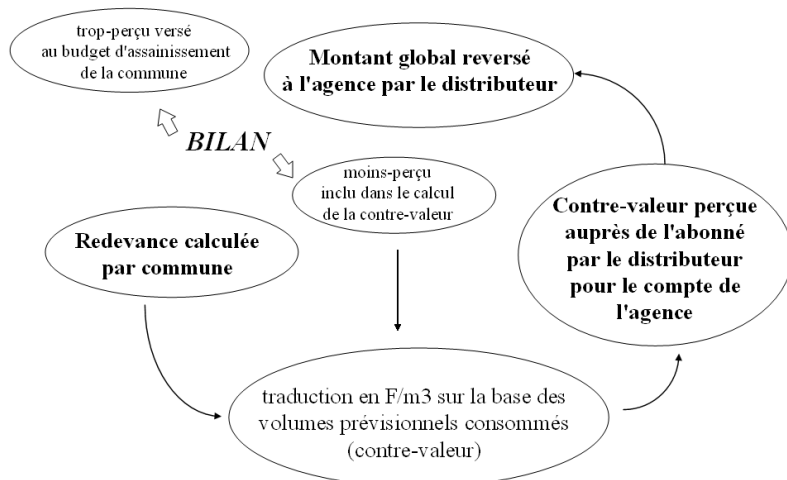 trop-perçu versé
au budget d'assainissement
de la commune
Montant global reversé
à l'agence par le distributeur
BILAN
moins-perçu
inclu dans le calcul
de la contre-valeur
Redevance calculée
par commune
Contre-valeur perçue
auprès de l'abonné
par le distributeur
pour le compte de
l'agence
traduction en F/m3 sur la base des
volumes prévisionnels consommés
(contre-valeur)